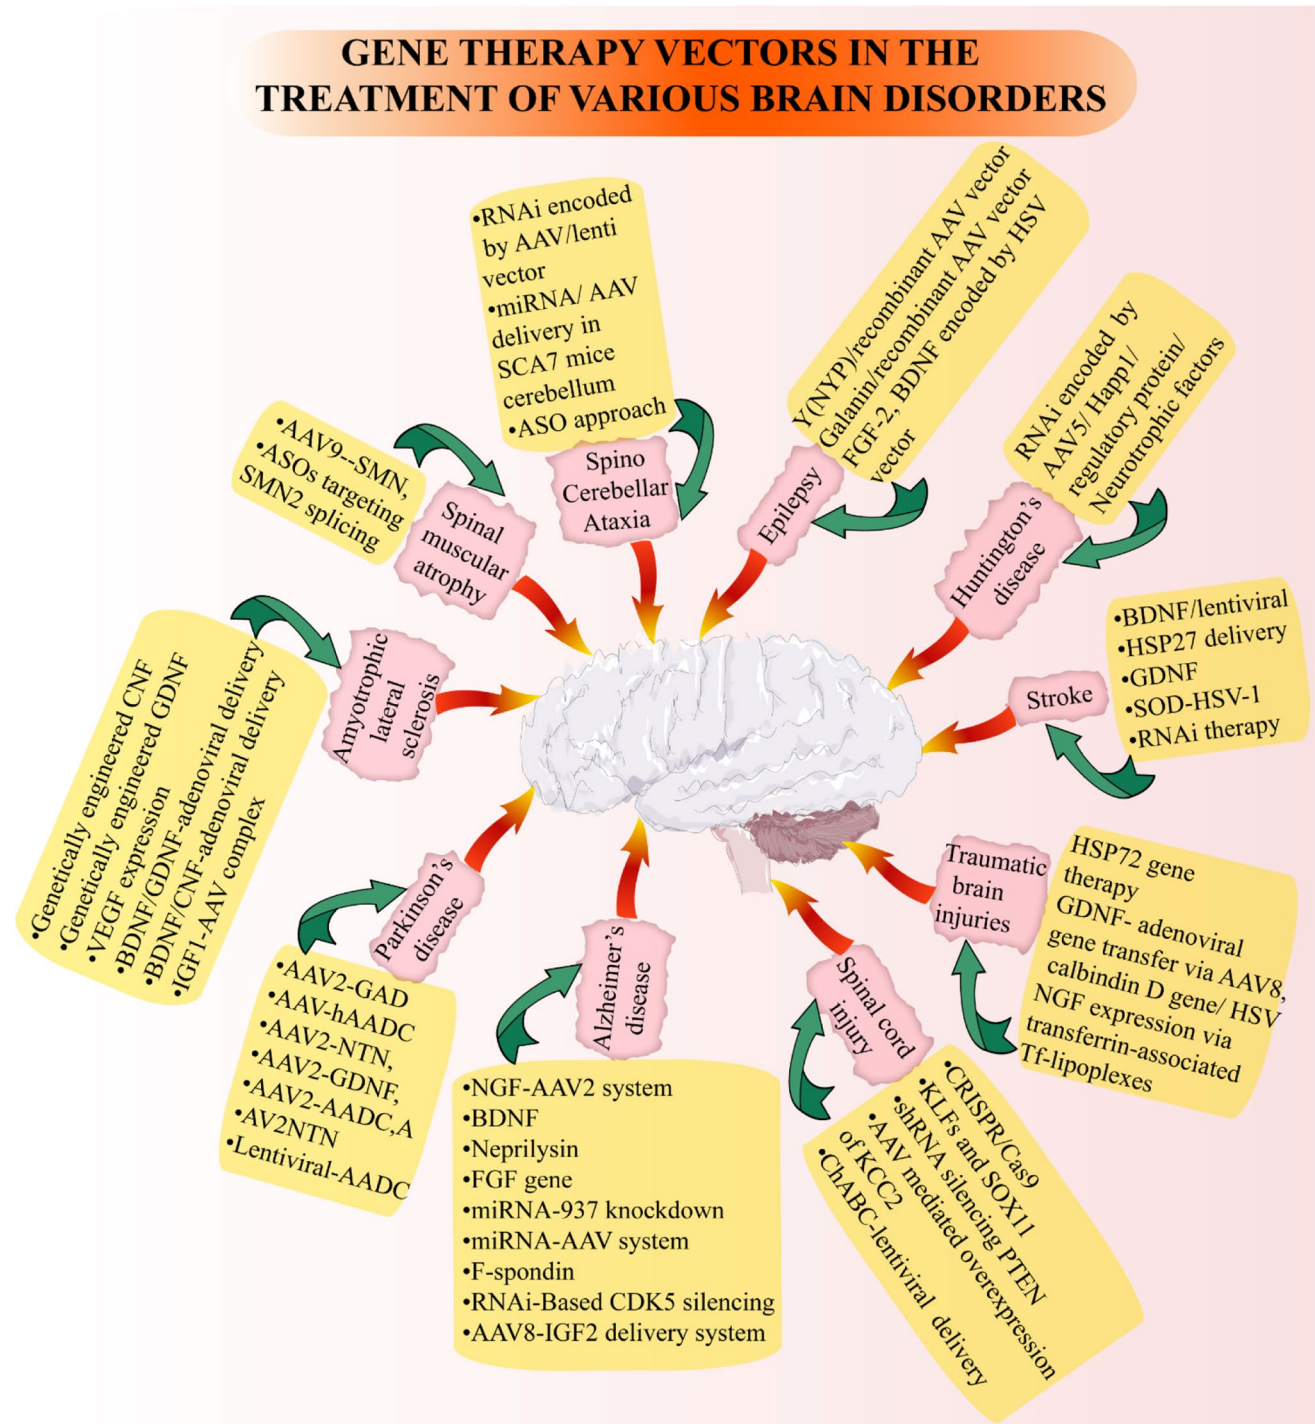 GENE THERAPY VECTORS IN THE
TREATMENT OF VARIOUS BRAIN DISORDERS
•RNAi encoded
by AAV/lenti
vector
•miRNA/ AAV
delivery in
SCA7 mice
cerebellum
•ASO approach
Spino
Cerebellar
Ataxia
Y(NYP)/recombinant AAV vector
Galanin/recombinant AAV vector
FGF-2, BDNF encoded by HSV
vector
Epilepsy
RNAi encoded by
AAV5/ Happ1/
regulatory protein/
Neurotrophic factors
Huntington's
disease
•BDNF/lentiviral
•HSP27 delivery
•GDNF
•SOD-HSV-1
•RNAi therapy
Stroke
HSP72 gene
therapy
GDNF- adenoviral
gene transfer via AAV8,
calbindin D gene/ HSV
NGF expression via
transferrin-associated
Tf-lipoplexes
Traumatic
brain
injuries
Spinal cord
injury
•CRISPR/Cas9
•KLFs and SOX11
•shRNA silencing PTEN
•AAV mediated overexpression
of KCC2
•ChABC-lentiviral delivery
Alzheimer's
disease
•NGF-AAV2 system
•BDNF
•Neprilysin
•FGF gene
•miRNA-937 knockdown
•miRNA-AAV system
•F-spondin
•RNAi-Based CDK5 silencing
•AAV8-IGF2 delivery system
Parkinson's
disease
•AAV2-GAD
•AAV-hAADC
•AAV2-NTN,
•AAV2-GDNF,
•AAV2-AADC,A
•AV2NTN
•Lentiviral-AADC
Amyotrophic
lateral
sclerosis
•Genetically engineered CNF
•Genetically engineered GDNF
•VEGF expression
•BDNF/GDNF-adenoviral delivery
•BDNF/CNF-adenoviral delivery
•IGF1-AAV complex
•AAV9--SMN,
•ASOs targeting
SMN2 splicing
Spinal
muscular
atrophy